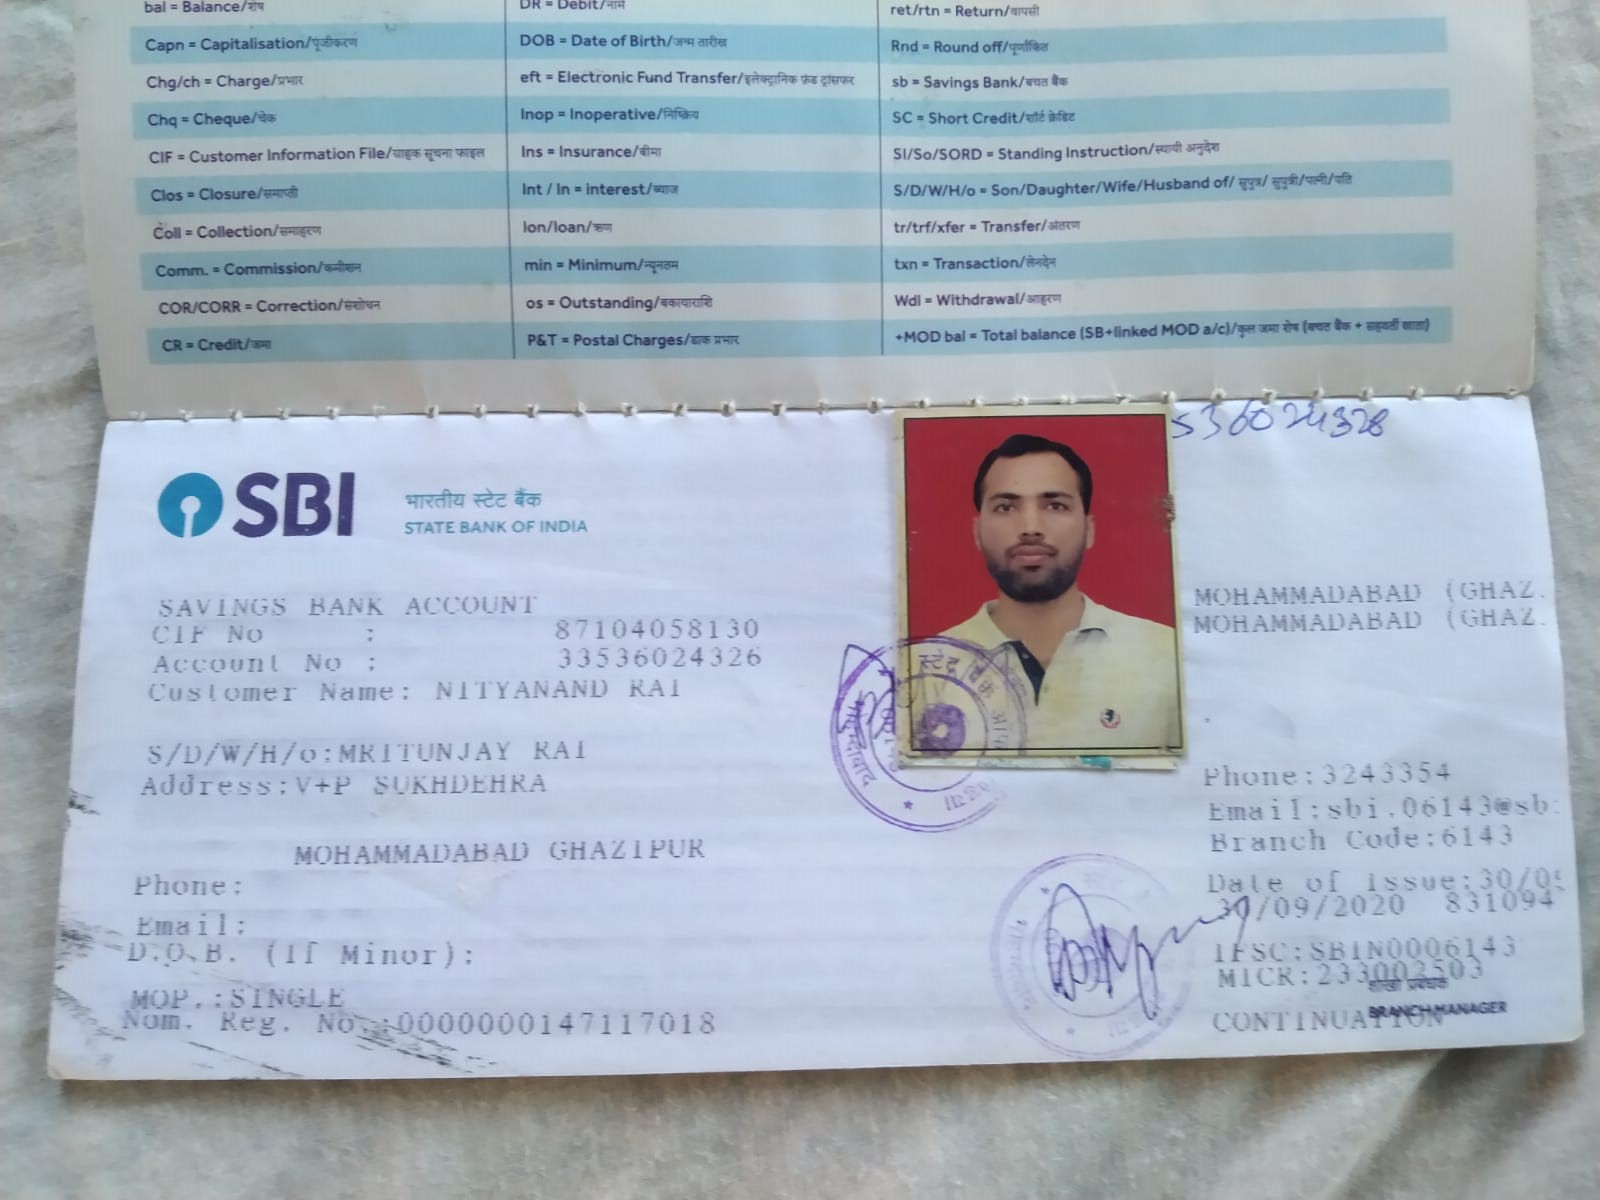 bal = Balance/शेष
Capn = Capitalisation/पूंजीकरण
Chg/ch = Charge/प्रभार
Chq = Cheque/चेक
CIF = Customer Information File/ग्राहक सूचना फाइल
Clos = Closure/समाप्ती
Coll = Collection/समाहरण
Comm. = Commission/कमीशन
COR/CORR = Correction/संशोधन
CR = Credit/जमा
DR = Debit/नामे
DOB = Date of Birth/जन्म तारीख
eft = Electronic Fund Transfer/इलेक्ट्रानिक फ़ंड ट्रांसफर
Inop = Inoperative/निष्क्रिय
Ins = Insurance/बीमा
Int / In = interest/ब्याज
lon/loan/ऋण
min = Minimum/न्यूनतम
os = Outstanding/बकायाराशि
P&T = Postal Charges/डाक प्रभार
ret/rtn = Return/वापसी
Rnd = Round off/पूर्णांकित
sb = Savings Bank/बचत बैंक
SC = Short Credit/शॉर्ट क्रेडिट
SI/So/SORD = Standing Instruction/स्थायी अनुदेश
S/D/W/H/o = Son/Daughter/Wife/Husband of/ सुपुत्र/ सुपुत्री/पत्नी/पति
tr/trf/xfer = Transfer/अंतरण
txn = Transaction/लेनदेन
Wdl = Withdrawal/आहरण
+MOD bal = Total balance (SB+linked MOD a/c)/कुल जमा शेष (बचत बैंक + सहवर्ती खाता)
536024328
SBI
भारतीय स्टेट बैंक
STATE BANK OF INDIA
SAVINGS BANK ACCOUNT
CIF No : 87104058130
Account No : 33536024326
Customer Name: NITYANAND RAI
S/D/W/H/o:MRITUNJAY RAI
Address:V+P SUKHDEHRA
MOHAMMADABAD GHAZIPUR
Phone:
Email:
D.O.B. (If Minor):
MOP.:SINGLE
Nom. Reg. No.:0000000147117018
MOHAMMADABAD (GHAZ.
MOHAMMADABAD (GHAZ.
स्टेट बैंक
Phone:3243354
Email:sbi.06143@sb
Branch Code:6143
Date of issue:30/09
30/09/2020 831094
IFSC:SBIN0006143
MICR:233002503
शाखा प्रबंधक
BRANCH MANAGER
CONTINUATION